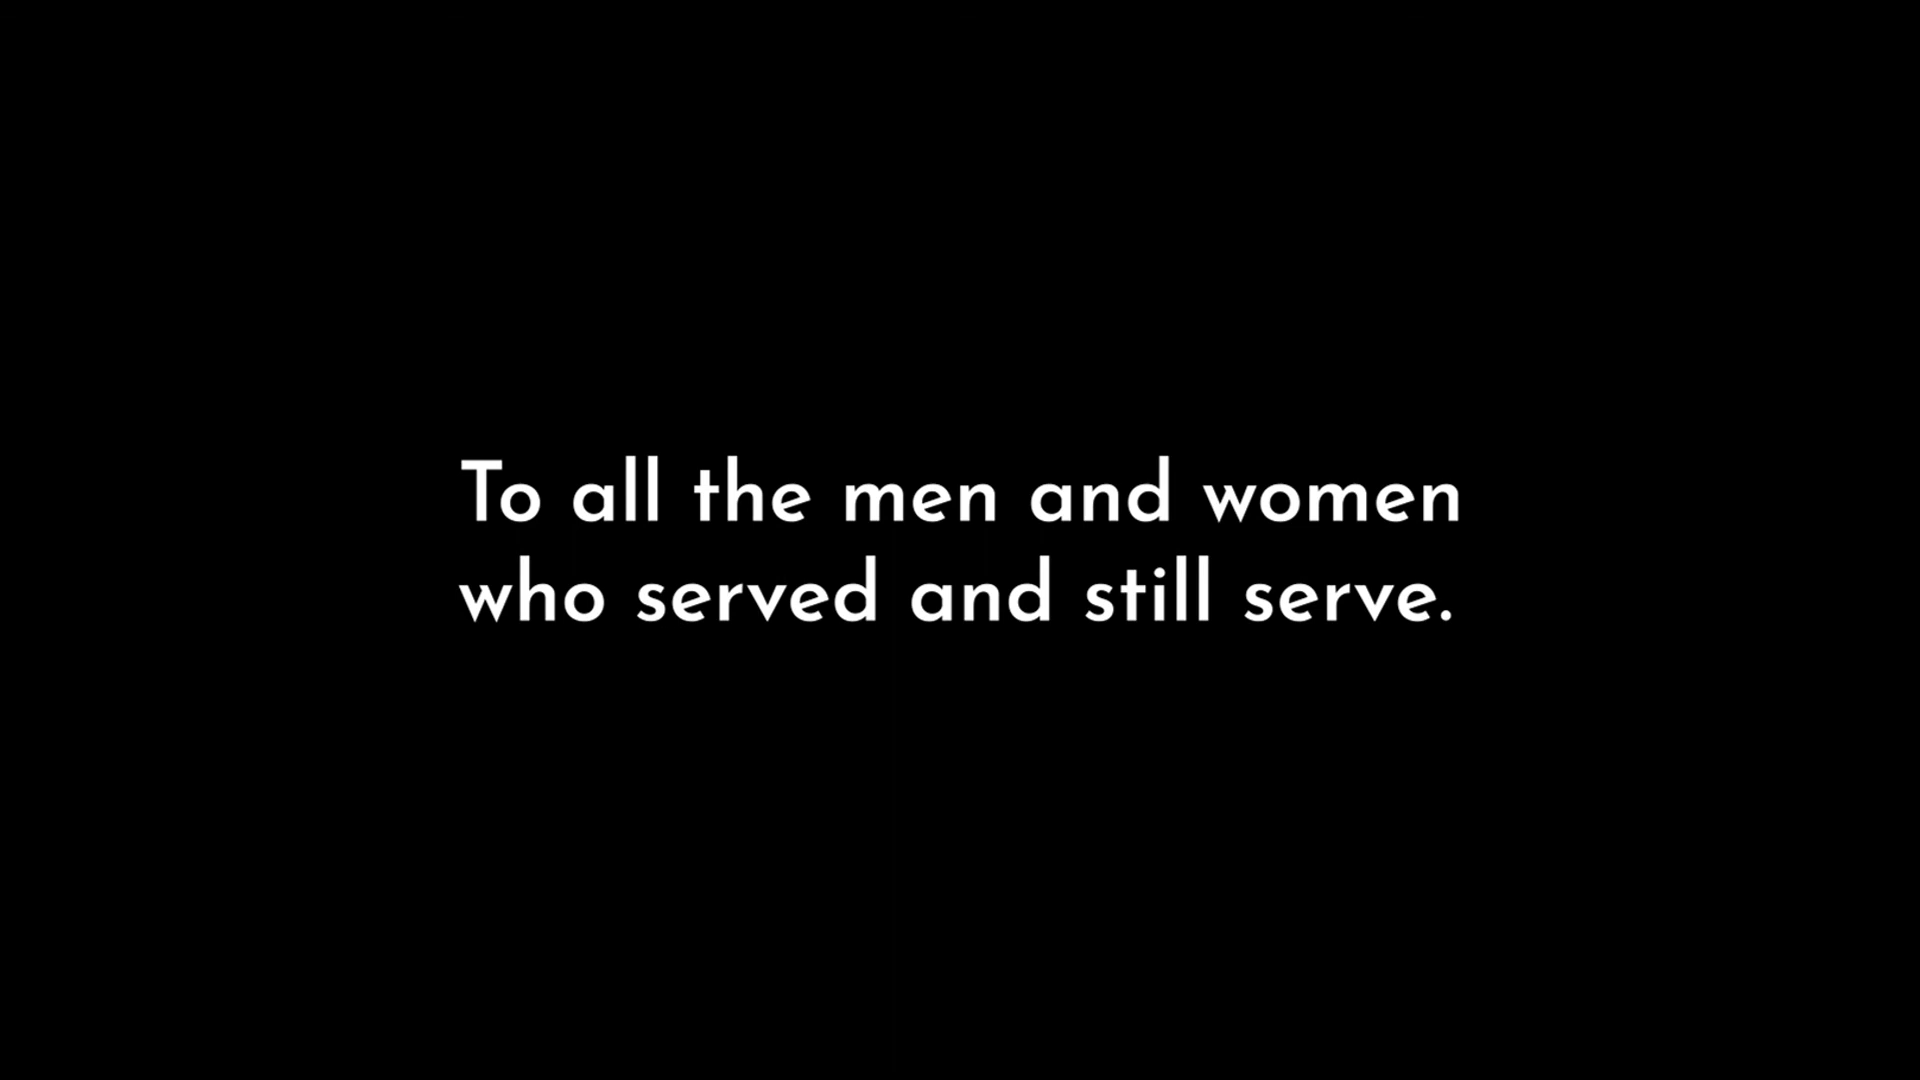 To all the men and women
who served and still serve.